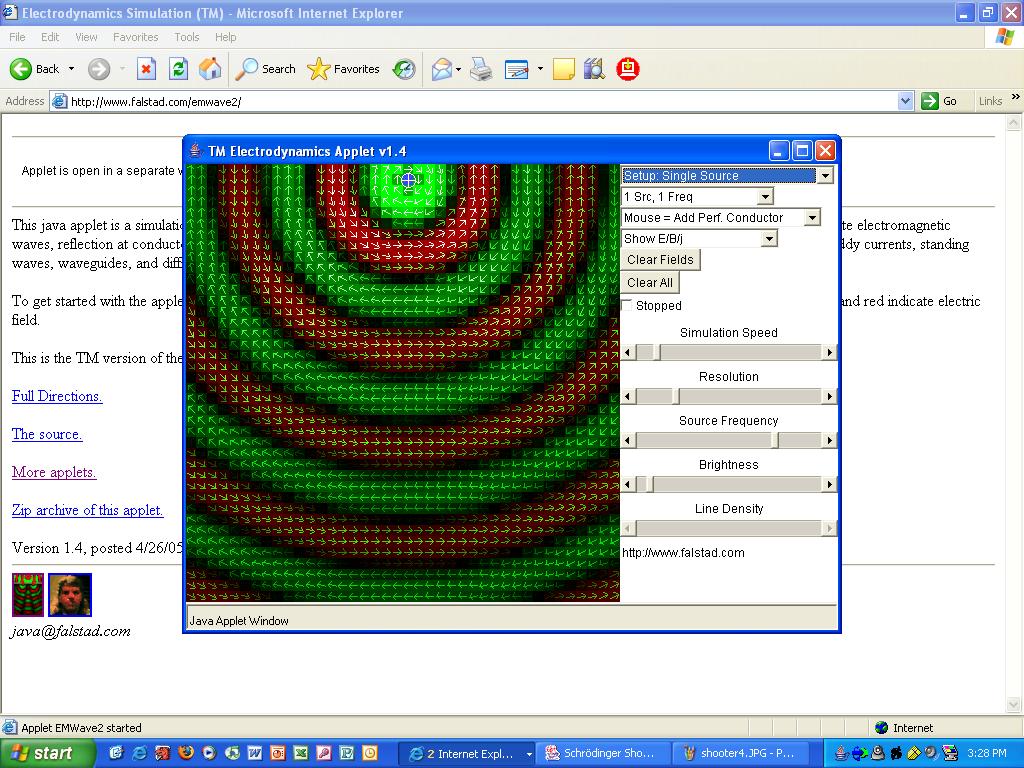 Electrodynamics Simulation (TM) - Microsoft Internet Explorer
File Edit View Favorites Tools Help
Back Search Favorites
Address http://www.falstad.com/emwave2/ Go Links »
Applet is open in a separate
TM Electrodynamics Applet v1.4
Setup: Single Source
1 Src, 1 Freq
Mouse = Add Perf. Conductor
Show E/B/j
Clear Fields
Clear All
Stopped
Simulation Speed
Resolution
Source Frequency
Brightness
Line Density
http://www.falstad.com
Java Applet Window
This java applet is a simulatio te electromagnetic
waves, reflection at conducto ddy currents, standing
waves, waveguides, and diff
To get started with the apple and red indicate electric
field.
This is the TM version of the
Full Directions.
The source.
More applets.
Zip archive of this applet.
Version 1.4, posted 4/26/05
java@falstad.com
Applet EMWave2 started Internet
start 2 Internet Expl... Schrödinger Sho... shooter4.JPG - P... 3:28 PM